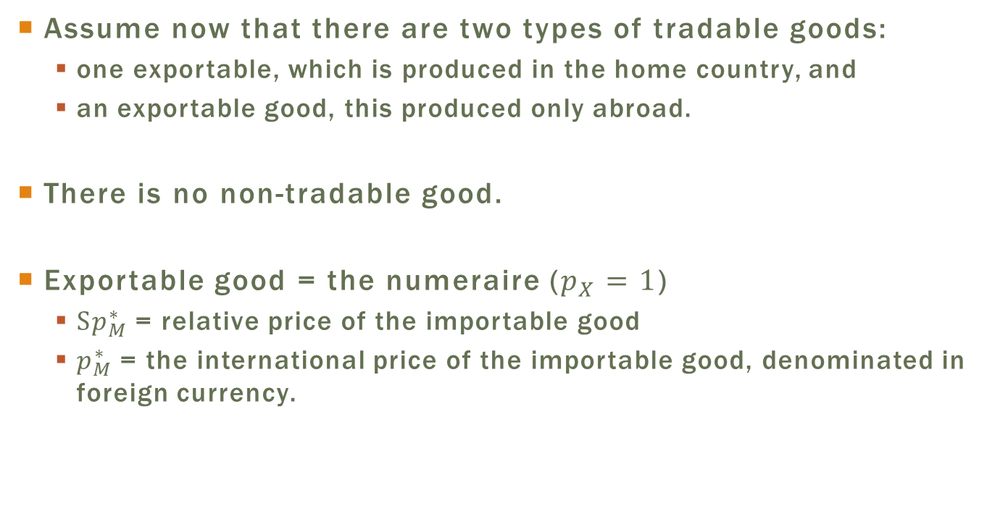 Assume now that there are two types of tradable goods:
one exportable, which is produced in the home country, and
an exportable good, this produced only abroad.
There is no non-tradable good.
Exportable good = the numeraire ($p_X = 1$)
$Sp_M^*$ = relative price of the importable good
$p_M^*$ = the international price of the importable good, denominated in
foreign currency.